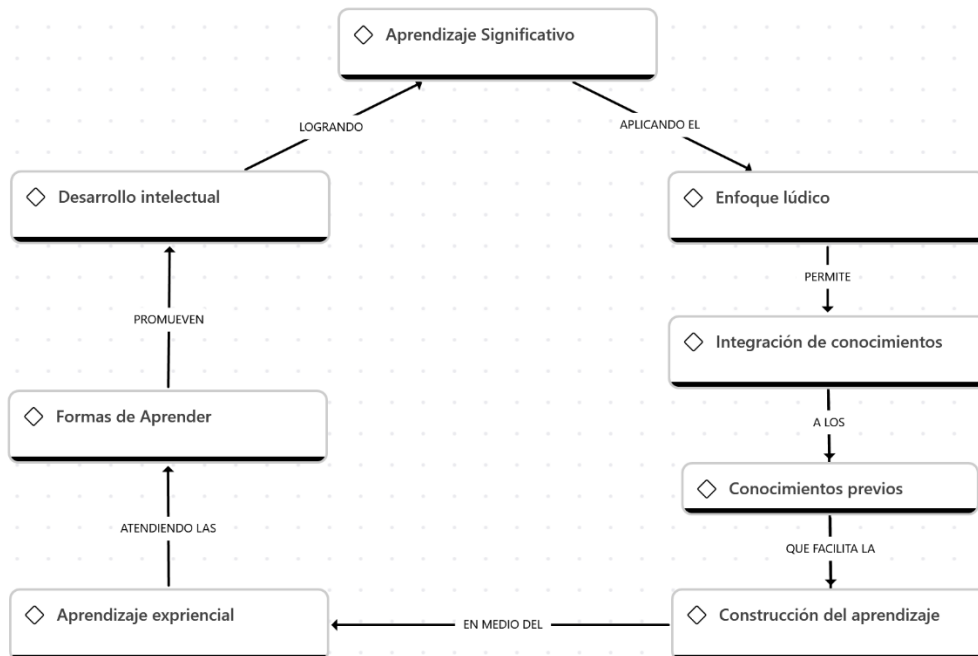 Aprendizaje Significativo
LOGRANDO
APLICANDO EL
Desarrollo intelectual
Enfoque lúdico
PERMITE
PROMUEVEN
Integración de conocimientos
Formas de Aprender
A LOS
Conocimientos previos
ATENDIENDO LAS
QUE FACILITA LA
Aprendizaje expriencial
EN MEDIO DEL
Construcción del aprendizaje